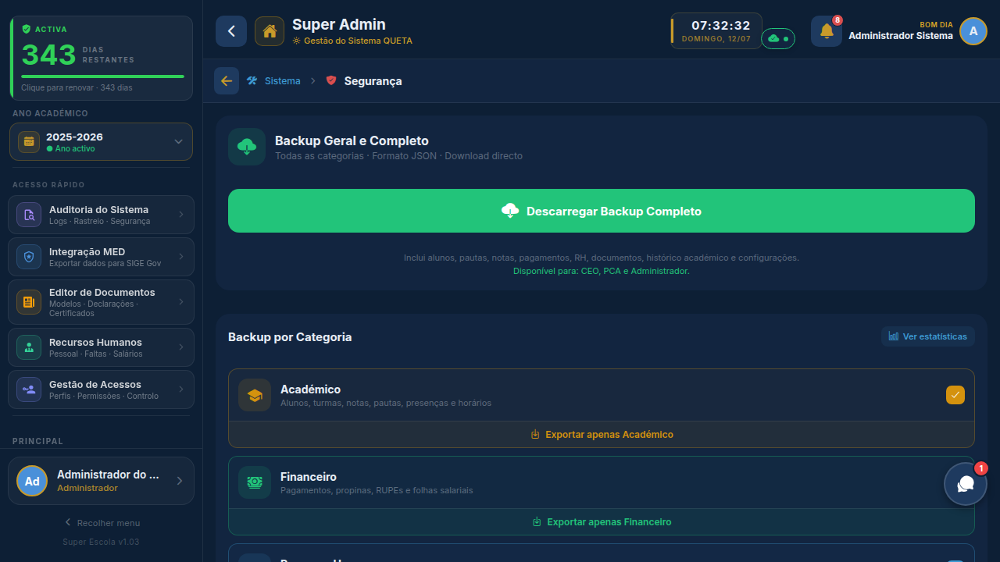 ACTIVA
343 DIAS RESTANTES
Clique para renovar · 343 dias
ANO ACADÉMICO
2025-2026
Ano activo
ACESSO RÁPIDO
Auditoria do Sistema
Logs · Rastreio · Segurança
Integração MED
Exportar dados para SIGE Gov
Editor de Documentos
Modelos · Declarações ·
Certificados
Recursos Humanos
Pessoal · Faltas · Salários
Gestão de Acessos
Perfis · Permissões · Controlo
PRINCIPAL
Ad
Administrador do ...
Administrador
Recolher menu
Super Escola v1.03
Super Admin
Gestão do Sistema QUETA
07:32:32
DOMINGO, 12/07
8
BOM DIA
Administrador Sistema
A
Sistema
Segurança
Backup Geral e Completo
Todas as categorias · Formato JSON · Download directo
Descarregar Backup Completo
Inclui alunos, pautas, notas, pagamentos, RH, documentos, histórico académico e configurações.
Disponível para: CEO, PCA e Administrador.
Backup por Categoria
Ver estatísticas
Académico
Alunos, turmas, notas, pautas, presenças e horários
Exportar apenas Académico
Financeiro
Pagamentos, propinas, RUPEs e folhas salariais
Exportar apenas Financeiro
1